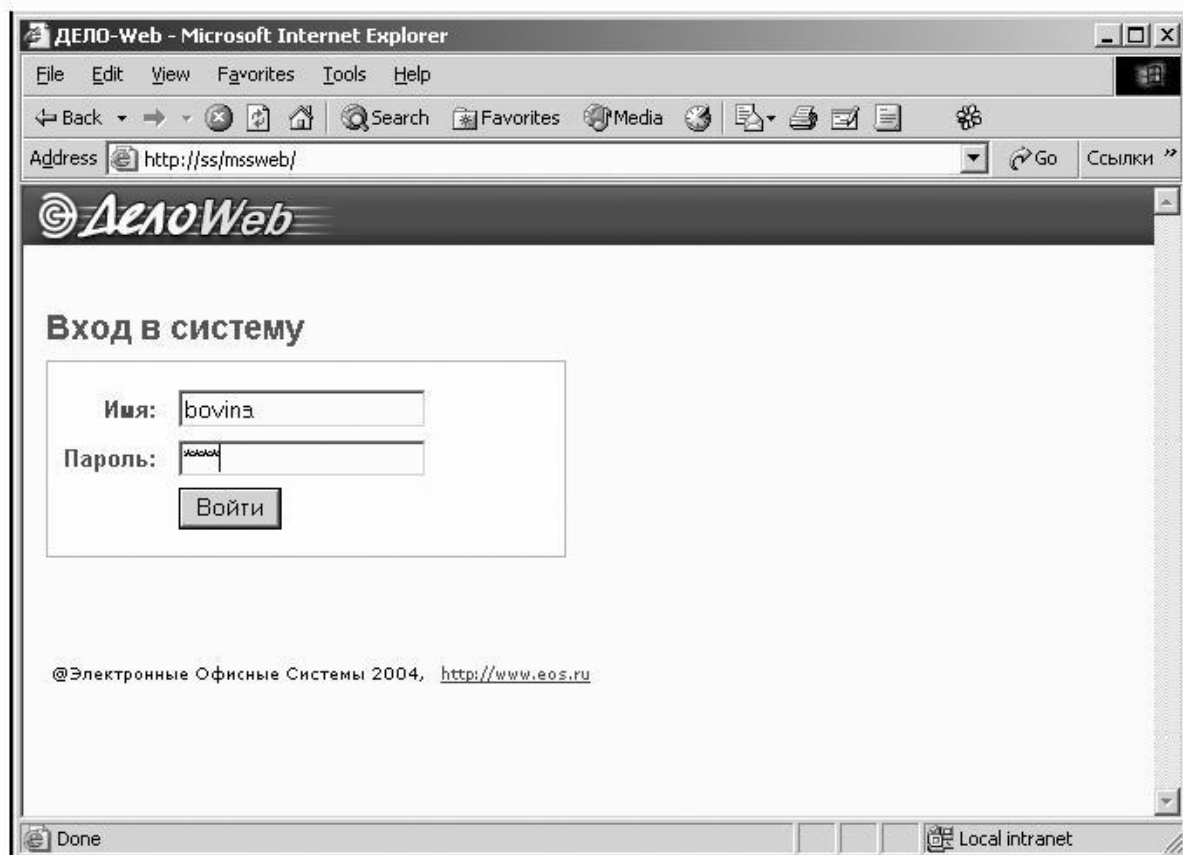 ДЕЛО-Web - Microsoft Internet Explorer
File Edit View Favorites Tools Help
Back Search Favorites Media
Address http://ss/mssweb/ Go Ссылки »
ДелоWeb
Вход в систему
Имя: bovina
Пароль: *****
Войти
@Электронные Офисные Системы 2004, http://www.eos.ru
Done Local intranet